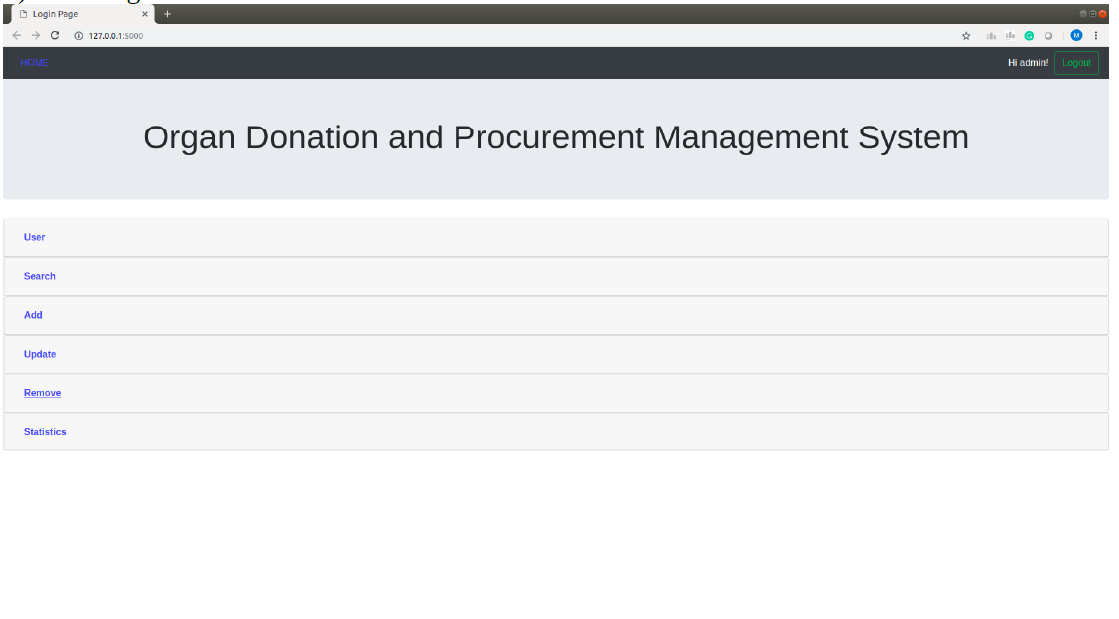 Login Page
127.0.0.1:5000
HOME
Hi admin! Logout
Organ Donation and Procurement Management System
User
Search
Add
Update
Remove
Statistics